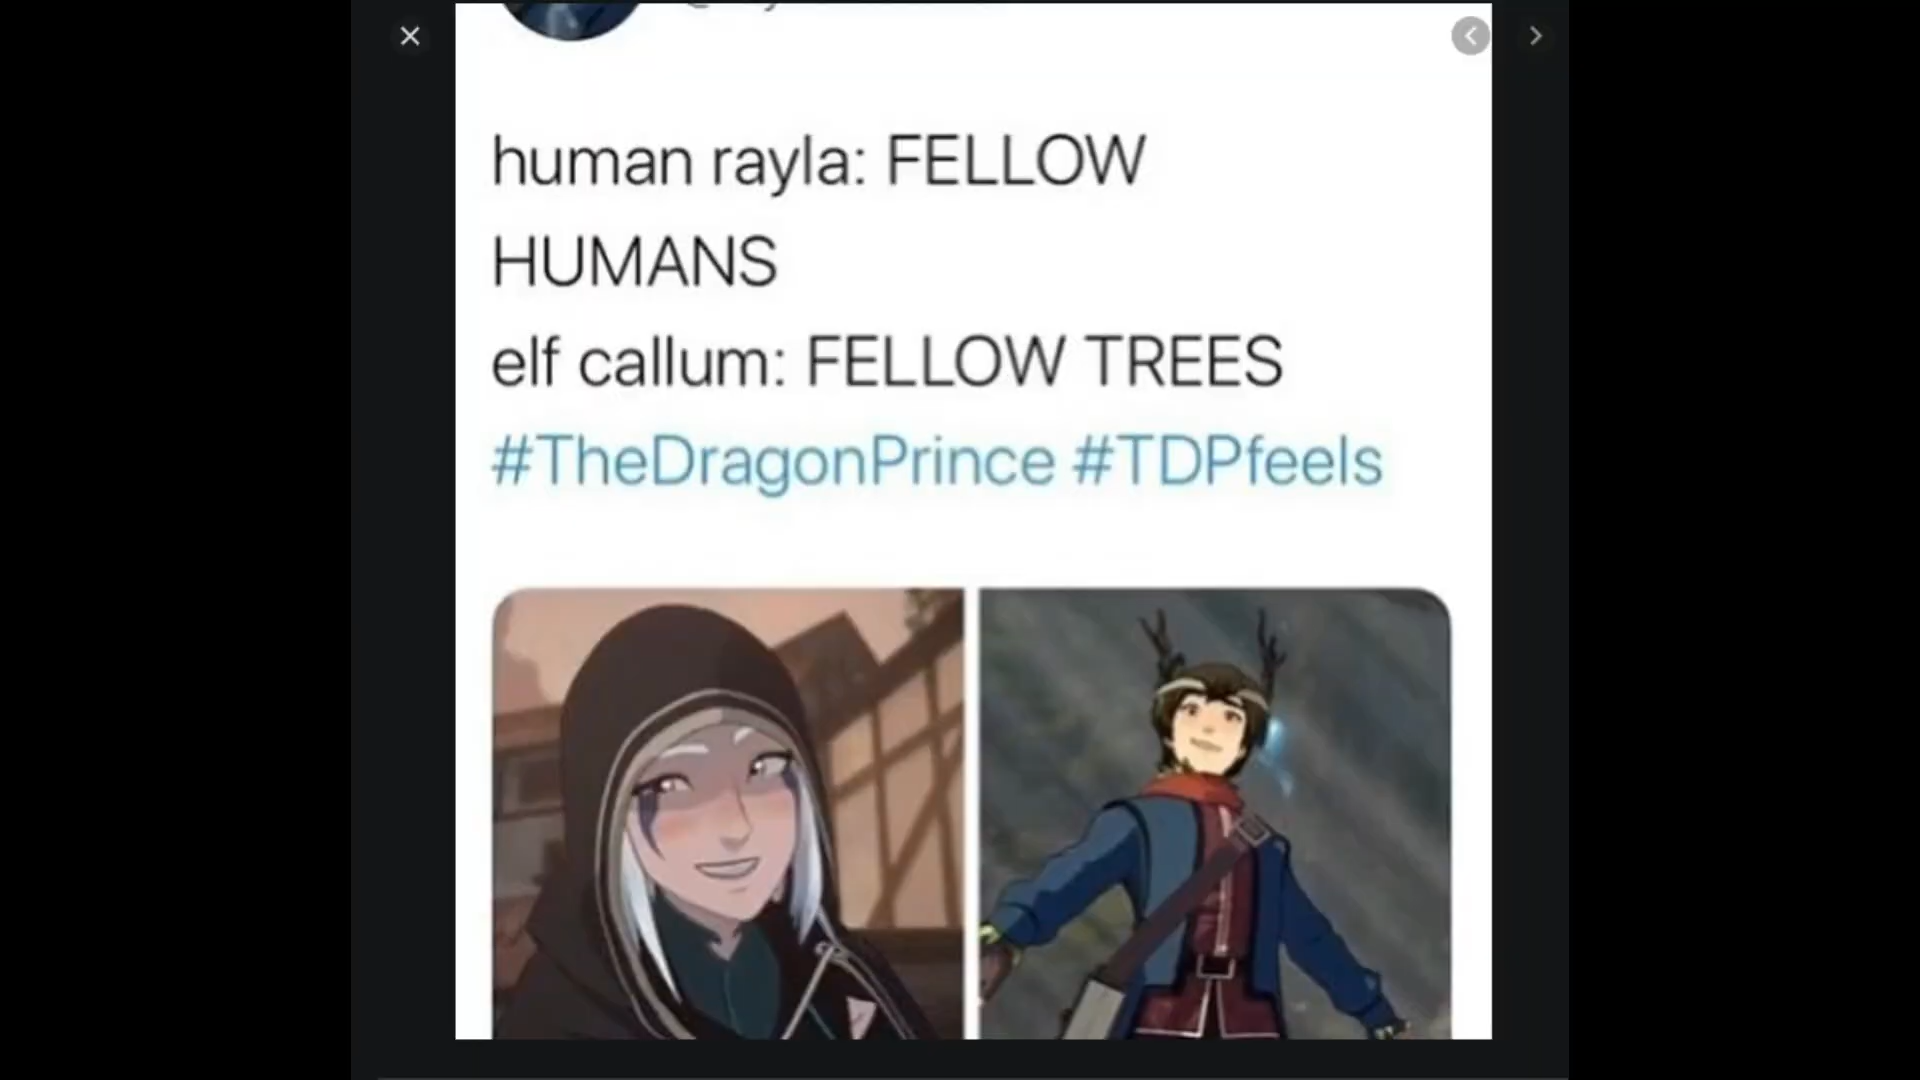 human rayla: FELLOW
HUMANS
elf callum: FELLOW TREES
#TheDragonPrince #TDPfeels